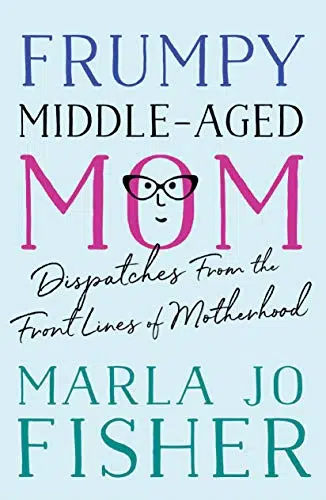 FRUMPY
MIDDLE-AGED
MOM
Dispatches From the
Front Lines of Motherhood
MARLA JO
FISHER